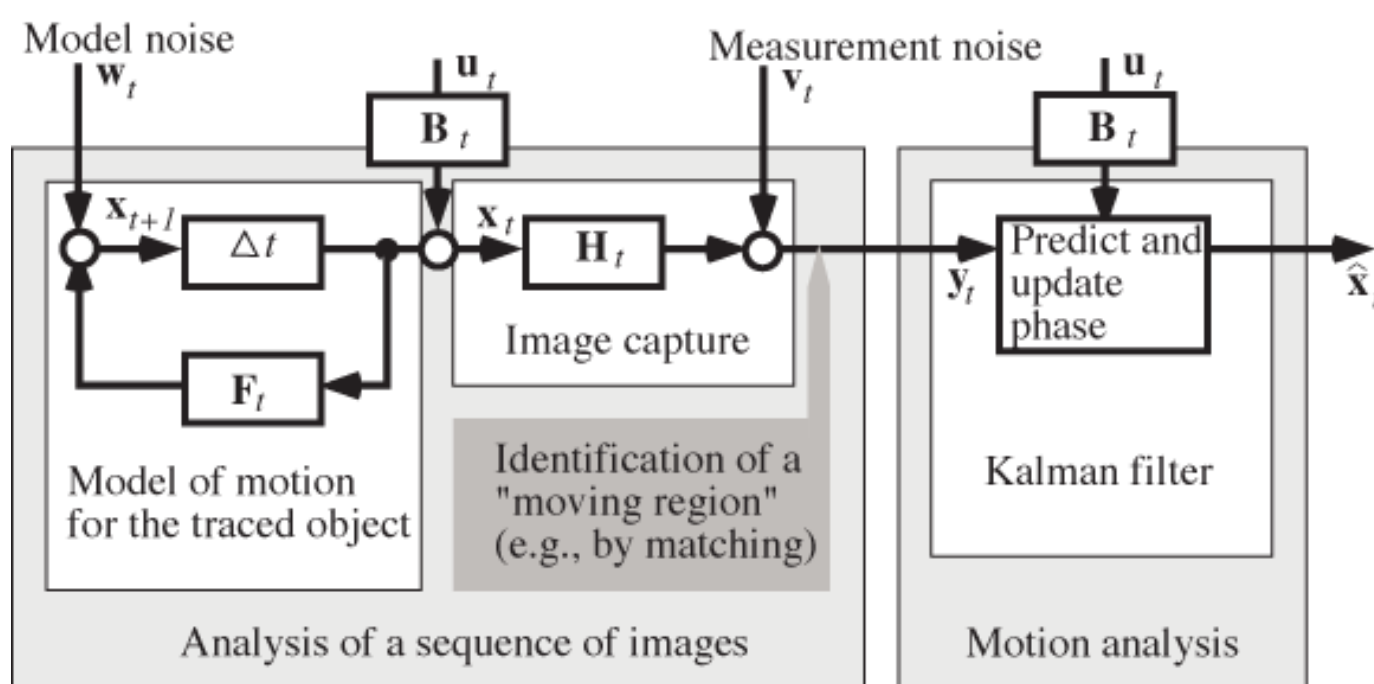 Model noise
w_t
u_t
Measurement noise
v_t
u_t
B_t
B_t
x_{t+1}
Δt
x_t
H_t
y_t
Predict and
update
phase
x̂
Image capture
F_t
Model of motion
for the traced object
Identification of a
"moving region"
(e.g., by matching)
Kalman filter
Analysis of a sequence of images
Motion analysis